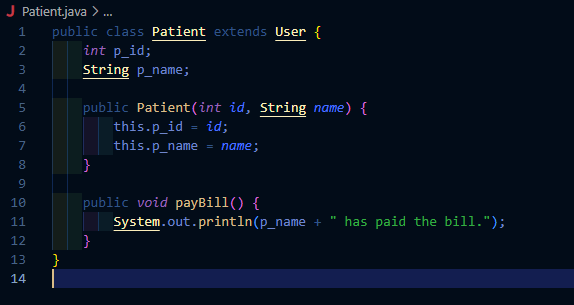 J Patient.java > ...
1 public class Patient extends User {
2     int p_id;
3     String p_name;
4
5     public Patient(int id, String name) {
6         this.p_id = id;
7         this.p_name = name;
8     }
9
10     public void payBill() {
11         System.out.println(p_name + " has paid the bill.");
12     }
13 }
14